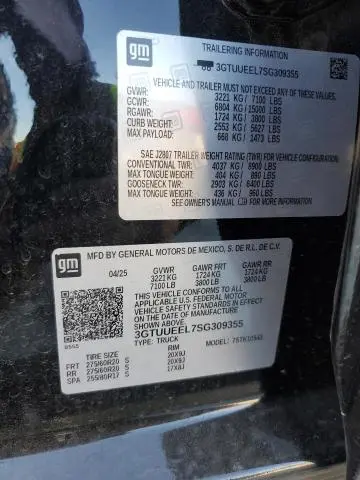 gm
TRAILERING INFORMATION
3GTUUEEL7SG309355
VEHICLE AND TRAILER MUST NOT EXCEED ANY OF THESE WEIGHTS
GVWR: 3221 KG / 7100 LBS
GCWR: 6804 KG / 15000 LBS
RGAWR: 1724 KG / 3800 LBS
CURB WEIGHT: 2553 KG / 5627 LBS
MAX PAYLOAD: 668 KG / 1473 LBS
SAE J2807 TRAILER WEIGHT RATING (TWR) FOR VEHICLE CONFIGURATION:
CONVENTIONAL TWR: 4037 KG / 8900 LBS
MAX TONGUE WEIGHT: 404 KG / 890 LBS
GOOSENECK TWR: 2903 KG / 6400 LBS
MAX TONGUE WEIGHT: 436 KG / 960 LBS
SEE OWNER'S MANUAL FOR MORE INFORMATION
gm
MFD. BY GENERAL MOTORS DE MEXICO, S. DE R.L. DE C.V.
04/25 GVWR GAWR FRT GAWR RR
3221 KG 1724 KG 1724 KG
7100 LB 3800 LB 3800 LB
THIS VEHICLE CONFORMS TO ALL
APPLICABLE U.S. FEDERAL MOTOR
VEHICLE SAFETY STANDARDS IN
EFFECT ON THE DATE OF
MANUFACTURE SHOWN ABOVE.
3GTUUEEL7SG309355
TYPE: TRUCK MODEL:
TIRE SIZE RIM
FRT 275/60R20 S 20X9J
RR 275/60R20 S 20X9J
SPA 255/80R17 S 17X8J